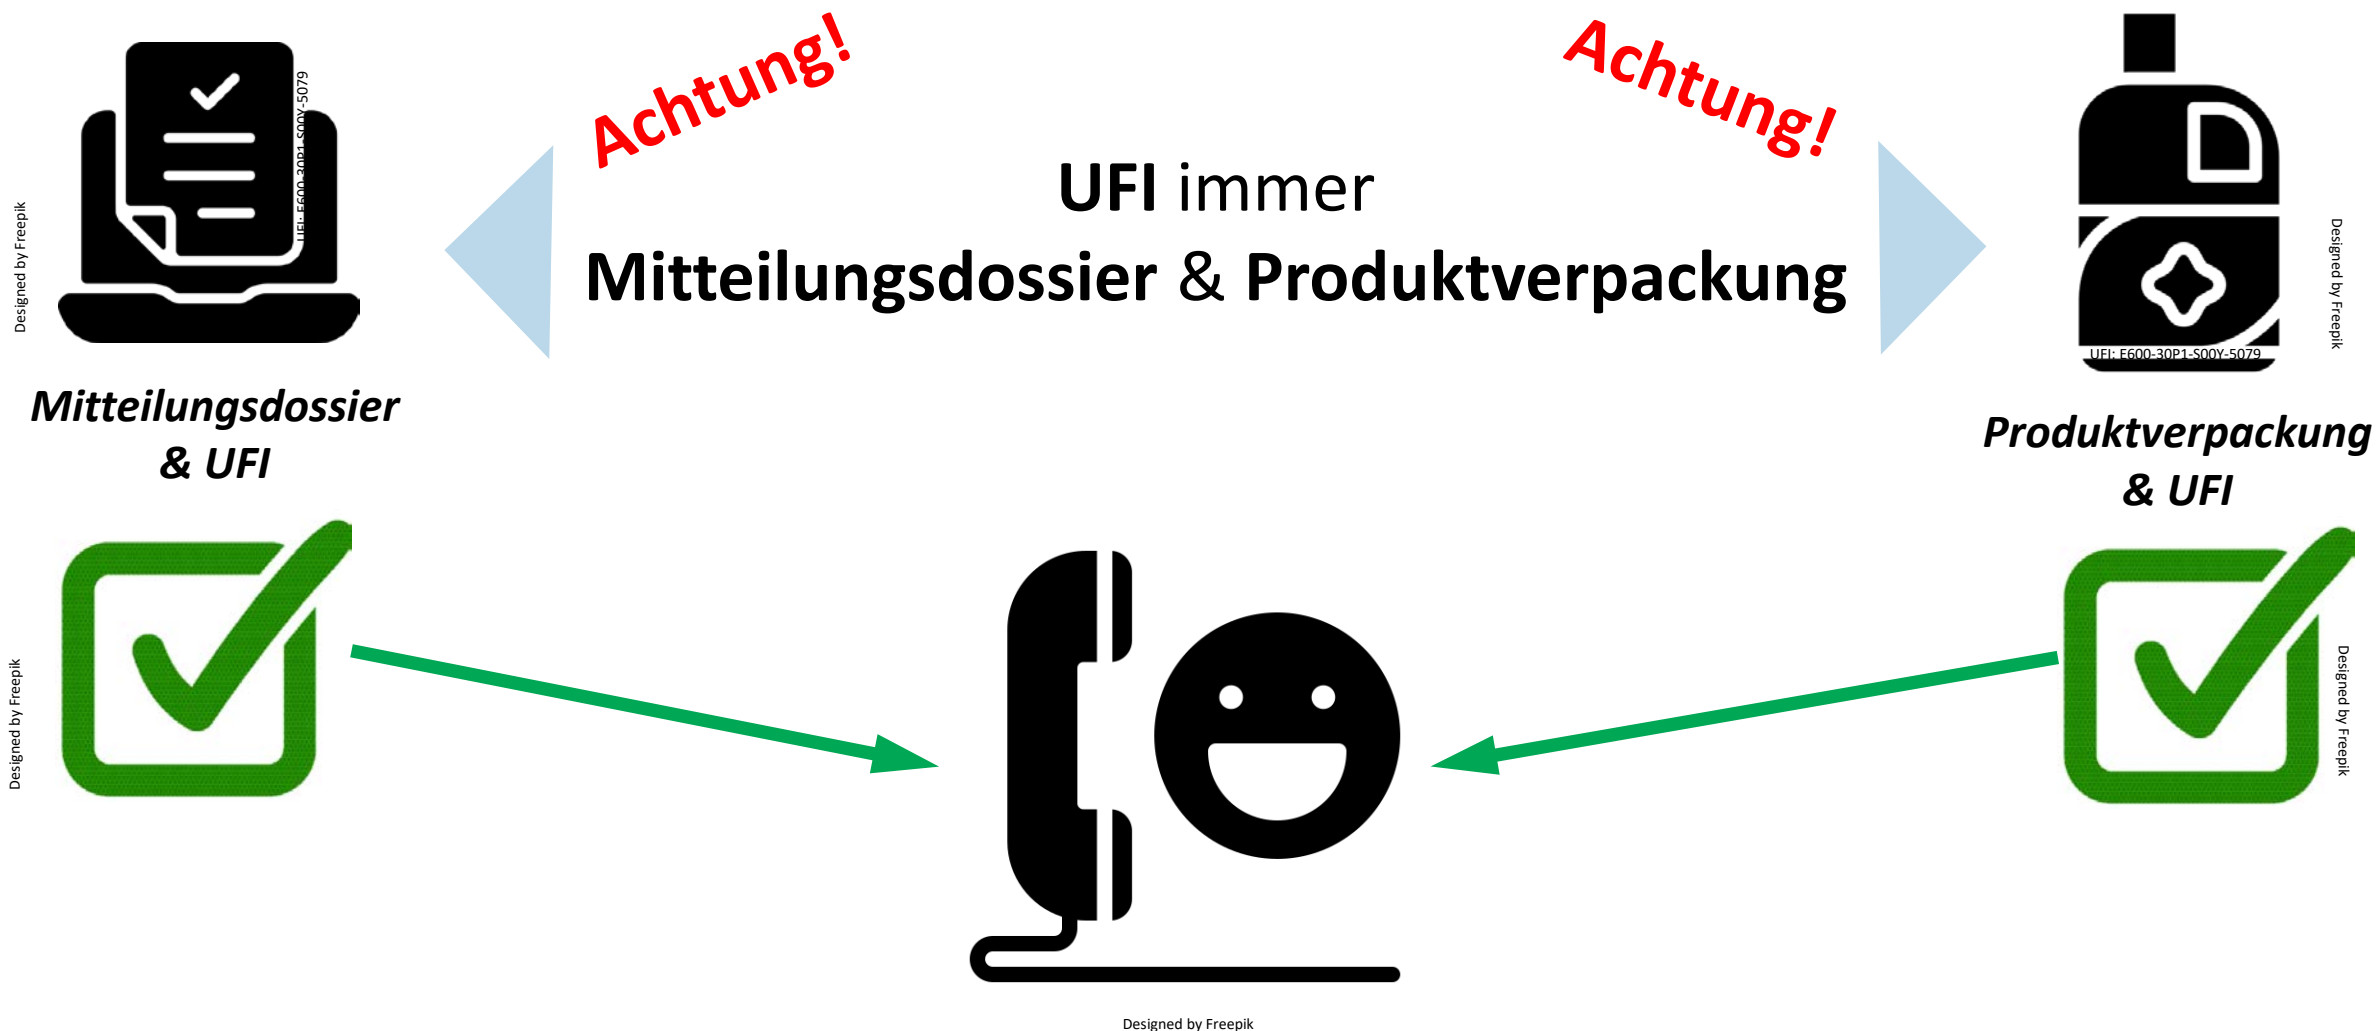 Achtung!
Achtung!
UFI immer
Mitteilungsdossier & Produktverpackung
UFI: E600-30P1-S00Y-5079
Designed by Freepik
Mitteilungsdossier
& UFI
UFI: E600-30P1-S00Y-5079
Designed by Freepik
Produktverpackung
& UFI
Designed by Freepik
Designed by Freepik
Designed by Freepik